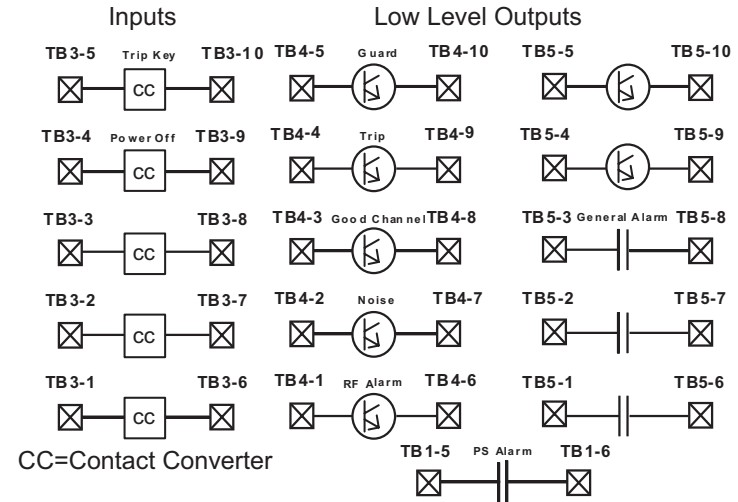 Inputs
Low Level Outputs
TB3-5 Trip Key TB3-10 TB4-5 Guard TB4-10 TB5-5 TB5-10
CC
TB3-4 Power Off TB3-9 TB4-4 Trip TB4-9 TB5-4 TB5-9
CC
TB3-3 TB3-8 TB4-3 Good Channel TB4-8 TB5-3 General Alarm TB5-8
CC
TB3-2 TB3-7 TB4-2 Noise TB4-7 TB5-2 TB5-7
CC
TB3-1 TB3-6 TB4-1 RF Alarm TB4-6 TB5-1 TB5-6
CC
CC=Contact Converter
TB1-5 PS Alarm TB1-6